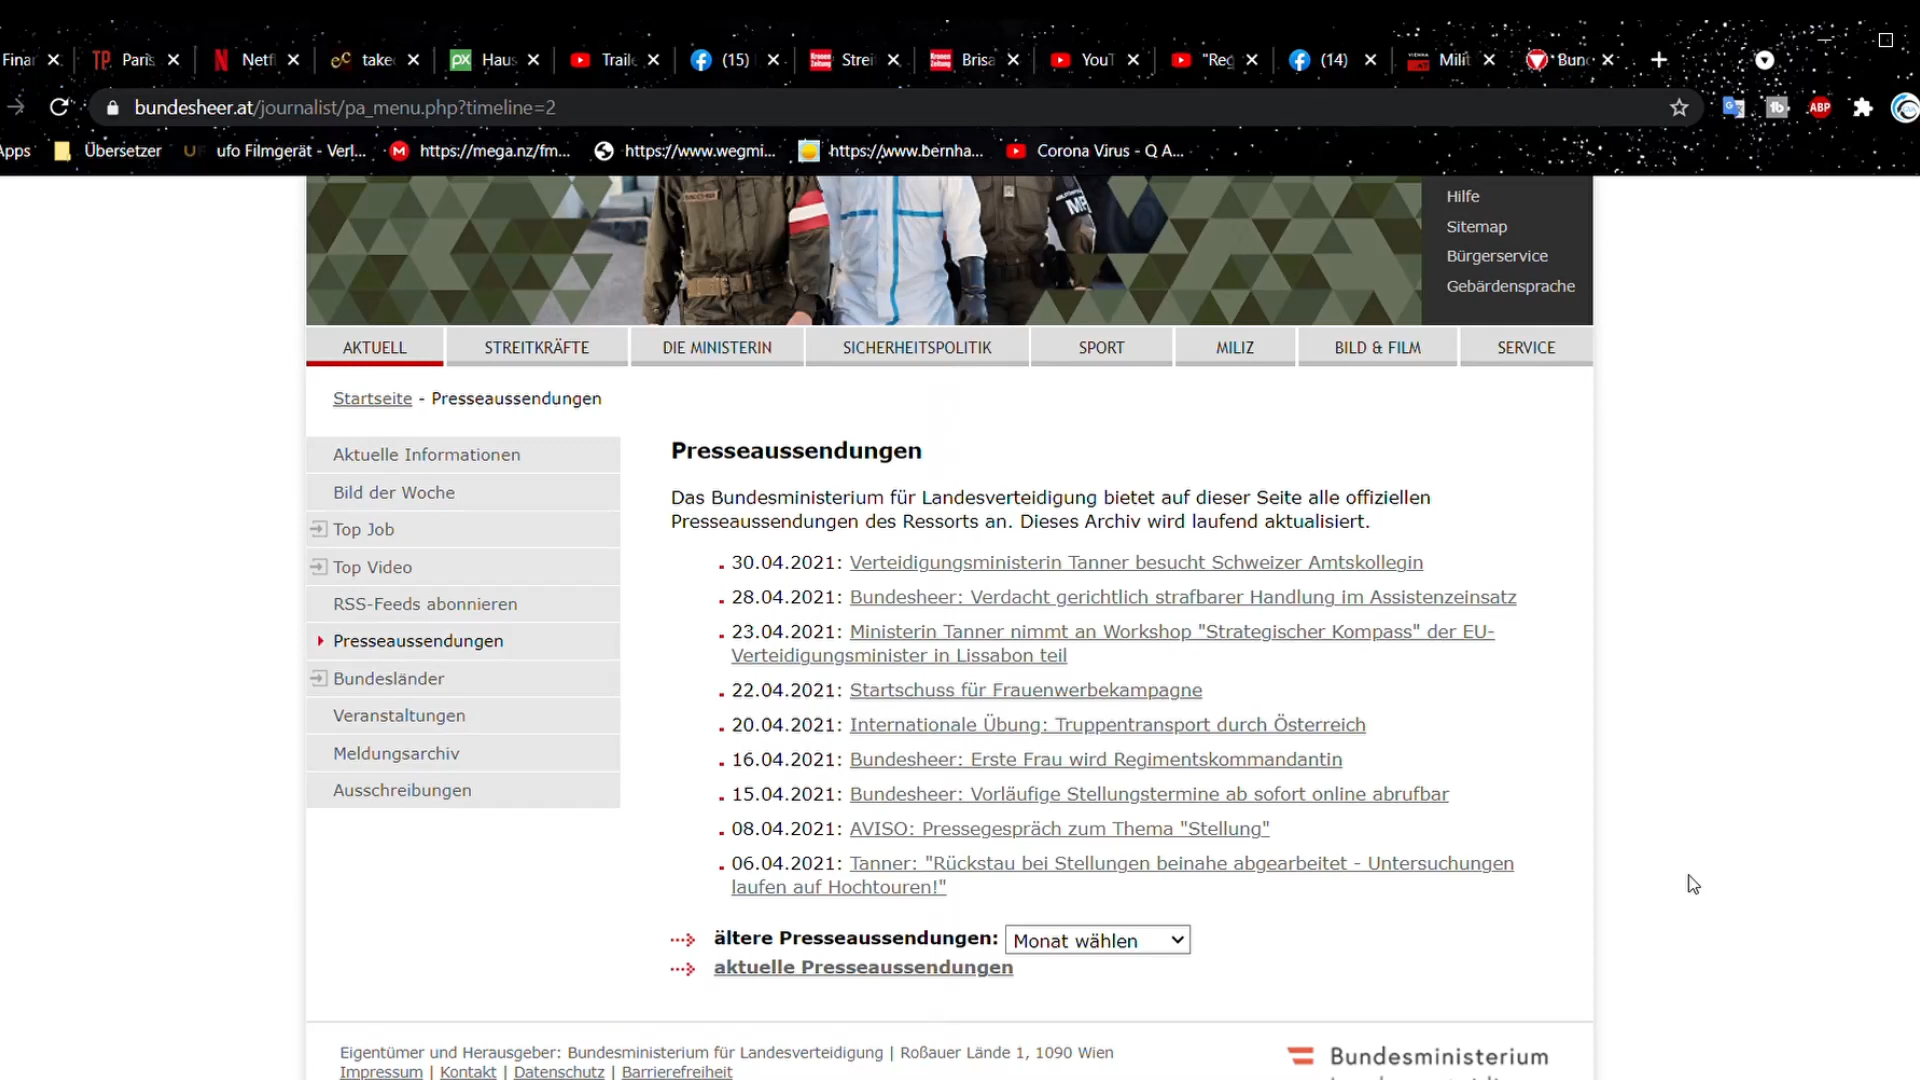 Finan
Paris
Netfl
take
Haus
Traile
(15)
Streit
Brisa
YouT
"Reg
(14)
Milit
Bund
bundesheer.at/journalist/pa_menu.php?timeline=2
ABP
Apps
Übersetzer
ufo Filmgerät - Verl...
https://mega.nz/fm...
https://www.wegmi...
https://www.bernha...
Corona Virus - Q A...
Hilfe
Sitemap
Bürgerservice
Gebärdensprache
AKTUELL
STREITKRÄFTE
DIE MINISTERIN
SICHERHEITSPOLITIK
SPORT
MILIZ
BILD & FILM
SERVICE
Startseite - Presseaussendungen
Aktuelle Informationen
Bild der Woche
Top Job
Top Video
RSS-Feeds abonnieren
Presseaussendungen
Bundesländer
Veranstaltungen
Meldungsarchiv
Ausschreibungen
Presseaussendungen
Das Bundesministerium für Landesverteidigung bietet auf dieser Seite alle offiziellen
Presseaussendungen des Ressorts an. Dieses Archiv wird laufend aktualisiert.
30.04.2021: Verteidigungsministerin Tanner besucht Schweizer Amtskollegin
28.04.2021: Bundesheer: Verdacht gerichtlich strafbarer Handlung im Assistenzeinsatz
23.04.2021: Ministerin Tanner nimmt an Workshop "Strategischer Kompass" der EU-
Verteidigungsminister in Lissabon teil
22.04.2021: Startschuss für Frauenwerbekampagne
20.04.2021: Internationale Übung: Truppentransport durch Österreich
16.04.2021: Bundesheer: Erste Frau wird Regimentskommandantin
15.04.2021: Bundesheer: Vorläufige Stellungstermine ab sofort online abrufbar
08.04.2021: AVISO: Pressegespräch zum Thema "Stellung"
06.04.2021: Tanner: "Rückstau bei Stellungen beinahe abgearbeitet - Untersuchungen
laufen auf Hochtouren!"
ältere Presseaussendungen: Monat wählen
aktuelle Presseaussendungen
Eigentümer und Herausgeber: Bundesministerium für Landesverteidigung | Roßauer Lände 1, 1090 Wien
Impressum | Kontakt | Datenschutz | Barrierefreiheit
Bundesministerium